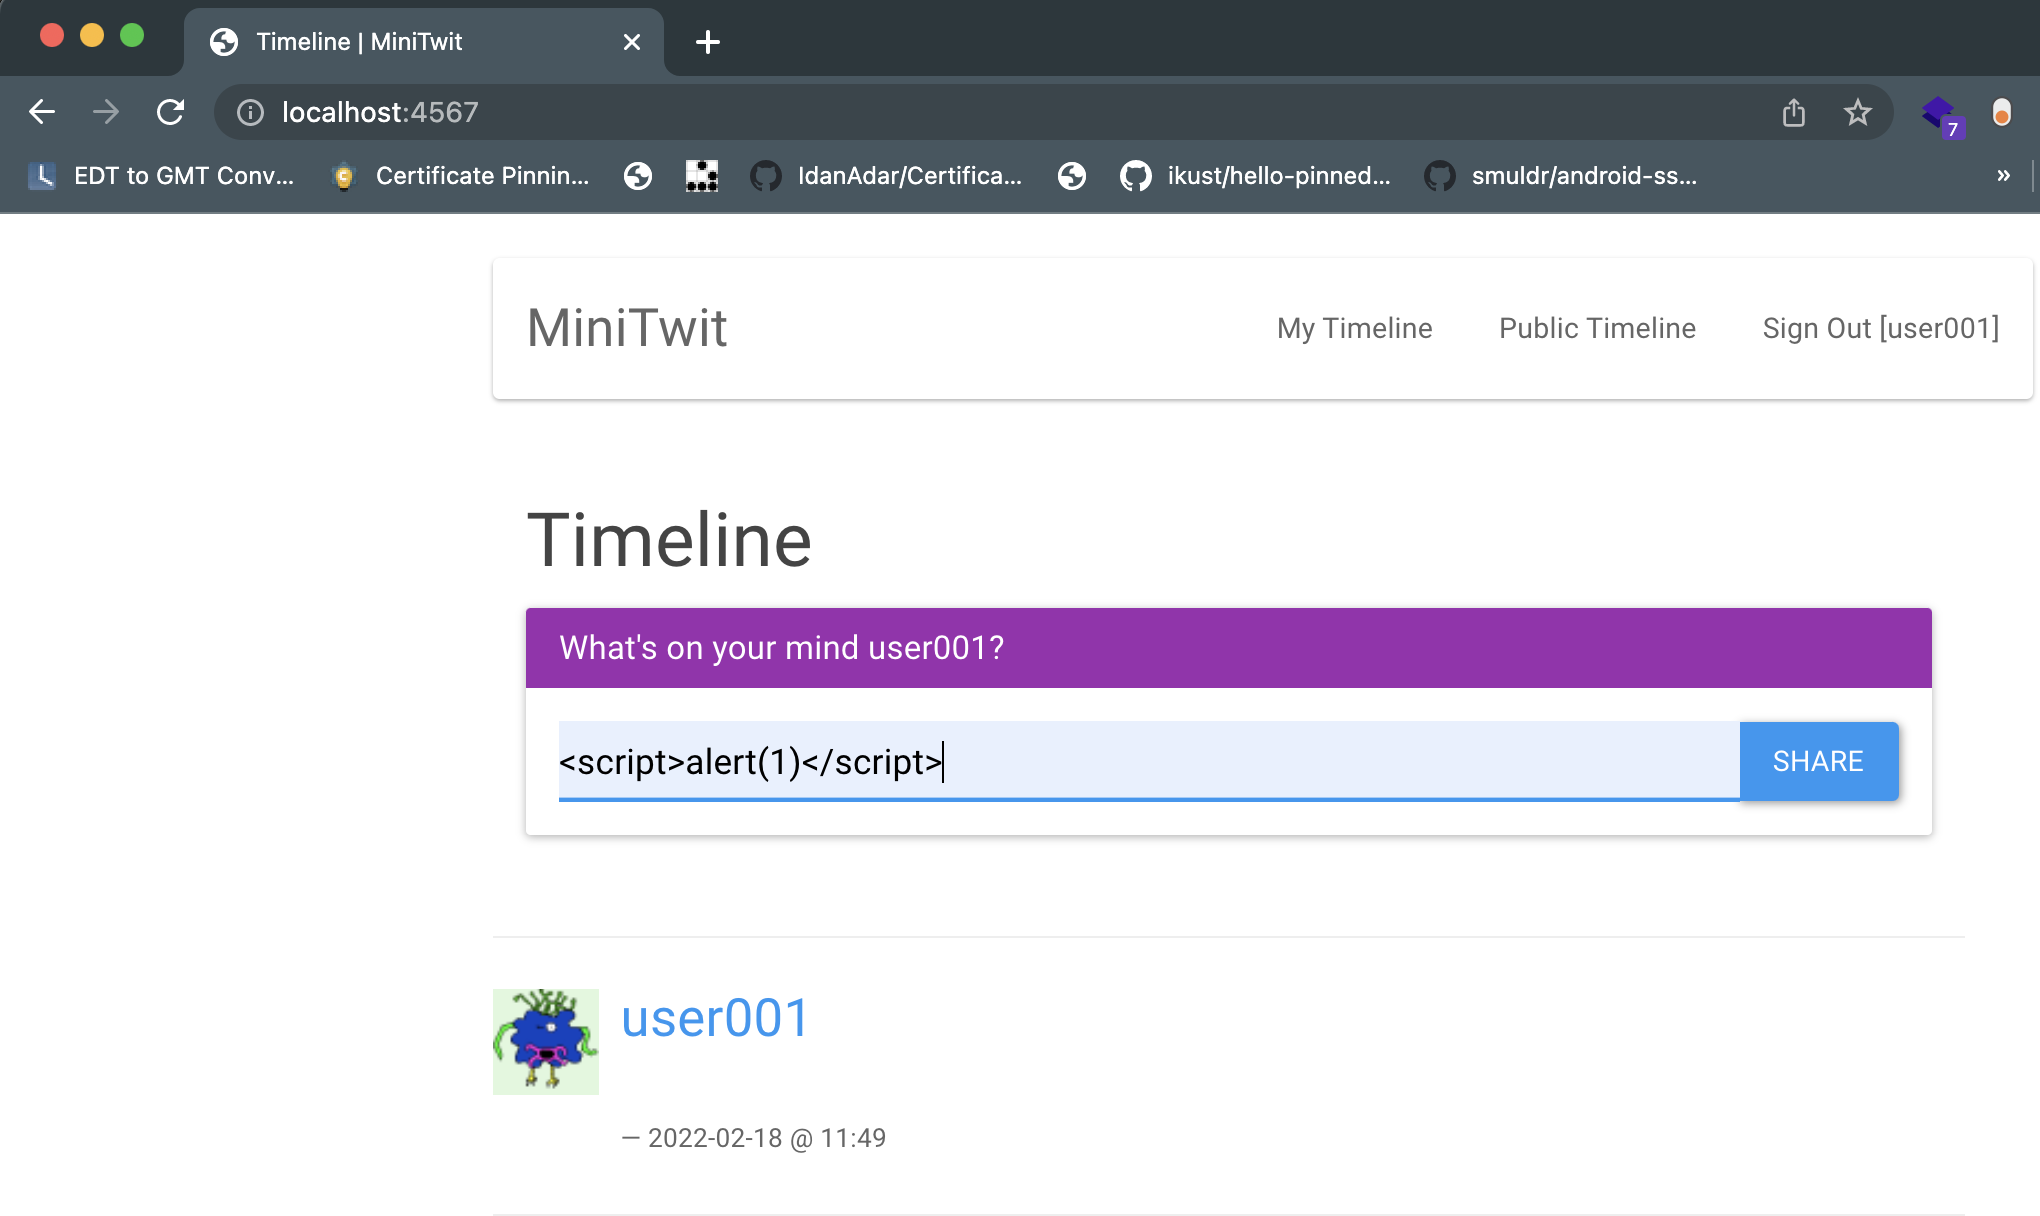 Timeline | MiniTwit
localhost:4567
7
EDT to GMT Conv... Certificate Pinnin... IdanAdar/Certifica... ikust/hello-pinned... smuldr/android-ss... »
MiniTwit My Timeline Public Timeline Sign Out [user001]
Timeline
What's on your mind user001?
<script>alert(1)</script> SHARE
user001
— 2022-02-18 @ 11:49